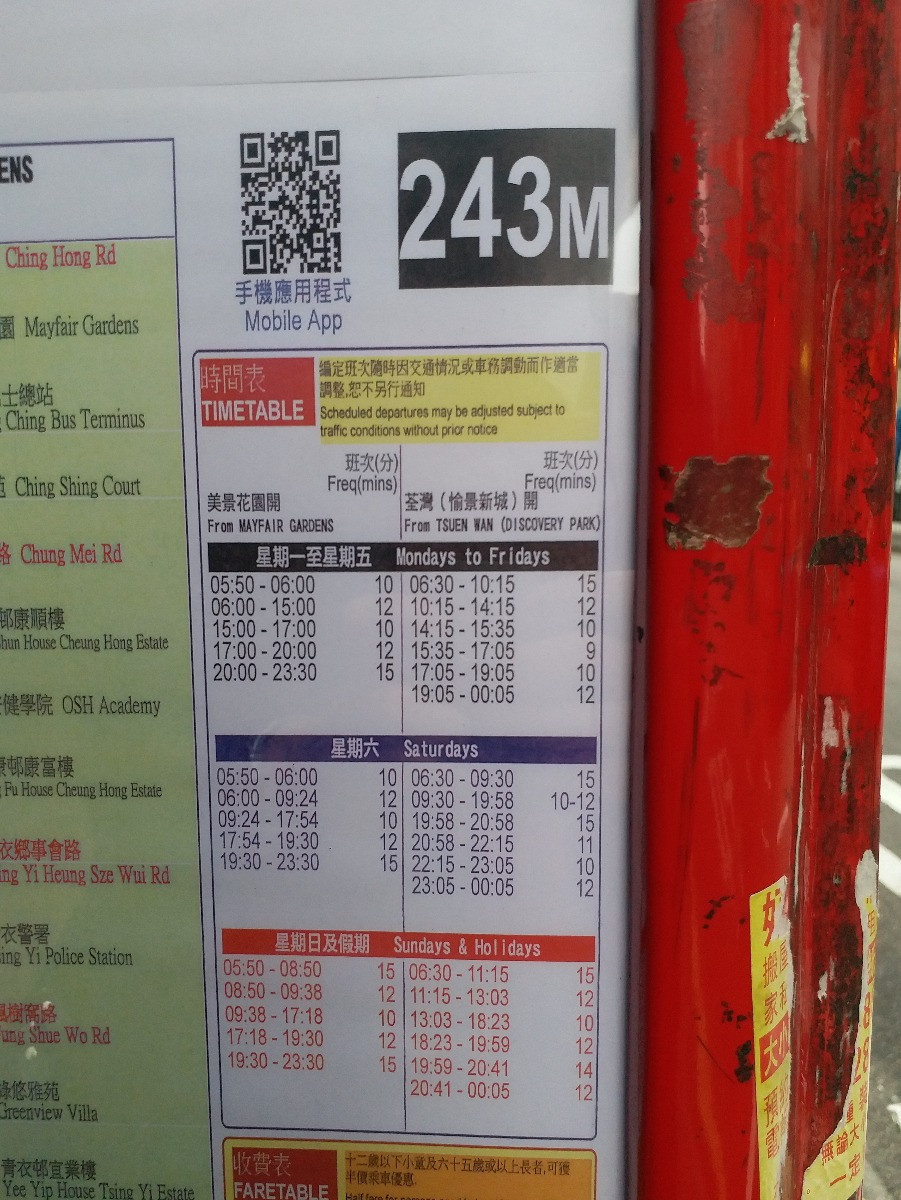 ENS
Ching Hong Rd
園 Mayfair Gardens
士總站
Ching Bus Terminus
苑 Ching Shing Court
路 Chung Mei Rd
邨康順樓
Shun House Cheung Hong Estate
健學院 OSH Academy
邨康富樓
Fu House Cheung Hong Estate
衣鄉事會路
ing Yi Heung Sze Wui Rd
衣警署
sing Yi Police Station
楓樹窩路
ung Shue Wo Rd
綠悠雅苑
Greenview Villa
青衣邨宜業樓
Yee Yip House Tsing Yi Estate
手機應用程式
Mobile App
243M
時間表
TIMETABLE
編定班次隨時因交通情況或車務調動而作適當
調整,恕不另行通知
Scheduled departures may be adjusted subject to
traffic conditions without prior notice
班次(分) 班次(分)
Freq(mins) Freq(mins)
美景花園開 荃灣（愉景新城）開
From MAYFAIR GARDENS From TSUEN WAN (DISCOVERY PARK)
星期一至星期五 Mondays to Fridays
05:50 - 06:00 10 06:30 - 10:15 15
06:00 - 15:00 12 10:15 - 14:15 12
15:00 - 17:00 10 14:15 - 15:35 10
17:00 - 20:00 12 15:35 - 17:05 9
20:00 - 23:30 15 17:05 - 19:05 10
19:05 - 00:05 12
星期六 Saturdays
05:50 - 06:00 10 06:30 - 09:30 15
06:00 - 09:24 12 09:30 - 19:58 10-12
09:24 - 17:54 10 19:58 - 20:58 15
17:54 - 19:30 12 20:58 - 22:15 11
19:30 - 23:30 15 22:15 - 23:05 10
23:05 - 00:05 12
星期日及假期 Sundays & Holidays
05:50 - 08:50 15 06:30 - 11:15 15
08:50 - 09:38 12 11:15 - 13:03 12
09:38 - 17:18 10 13:03 - 18:23 10
17:18 - 19:30 12 18:23 - 19:59 12
19:30 - 23:30 15 19:59 - 20:41 14
20:41 - 00:05 12
收費表
FARETABLE
十二歲以下小童及六十五歲或以上長者,可獲
半價乘車優惠.
搬
家
大小
預
電
無論大
一定